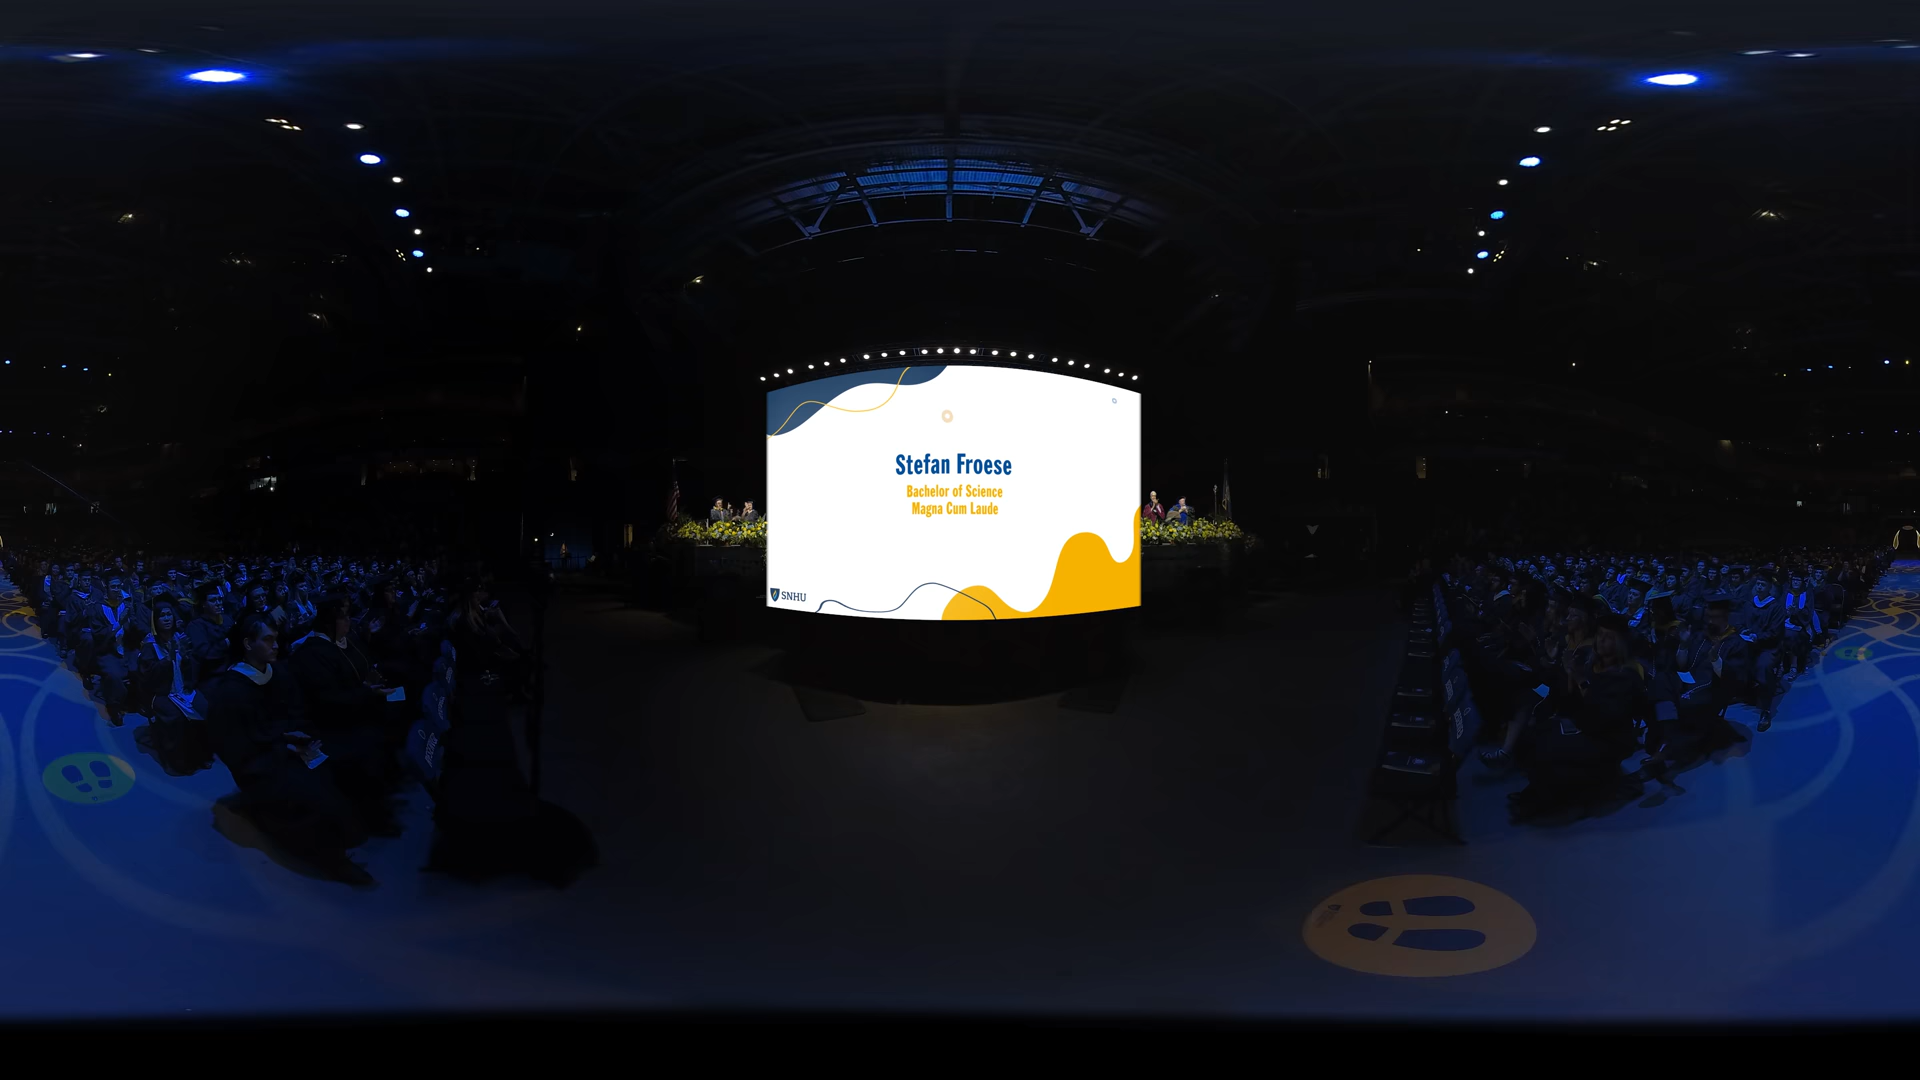 Stefan Froese
Bachelor of Science
Magna Cum Laude
SNHU